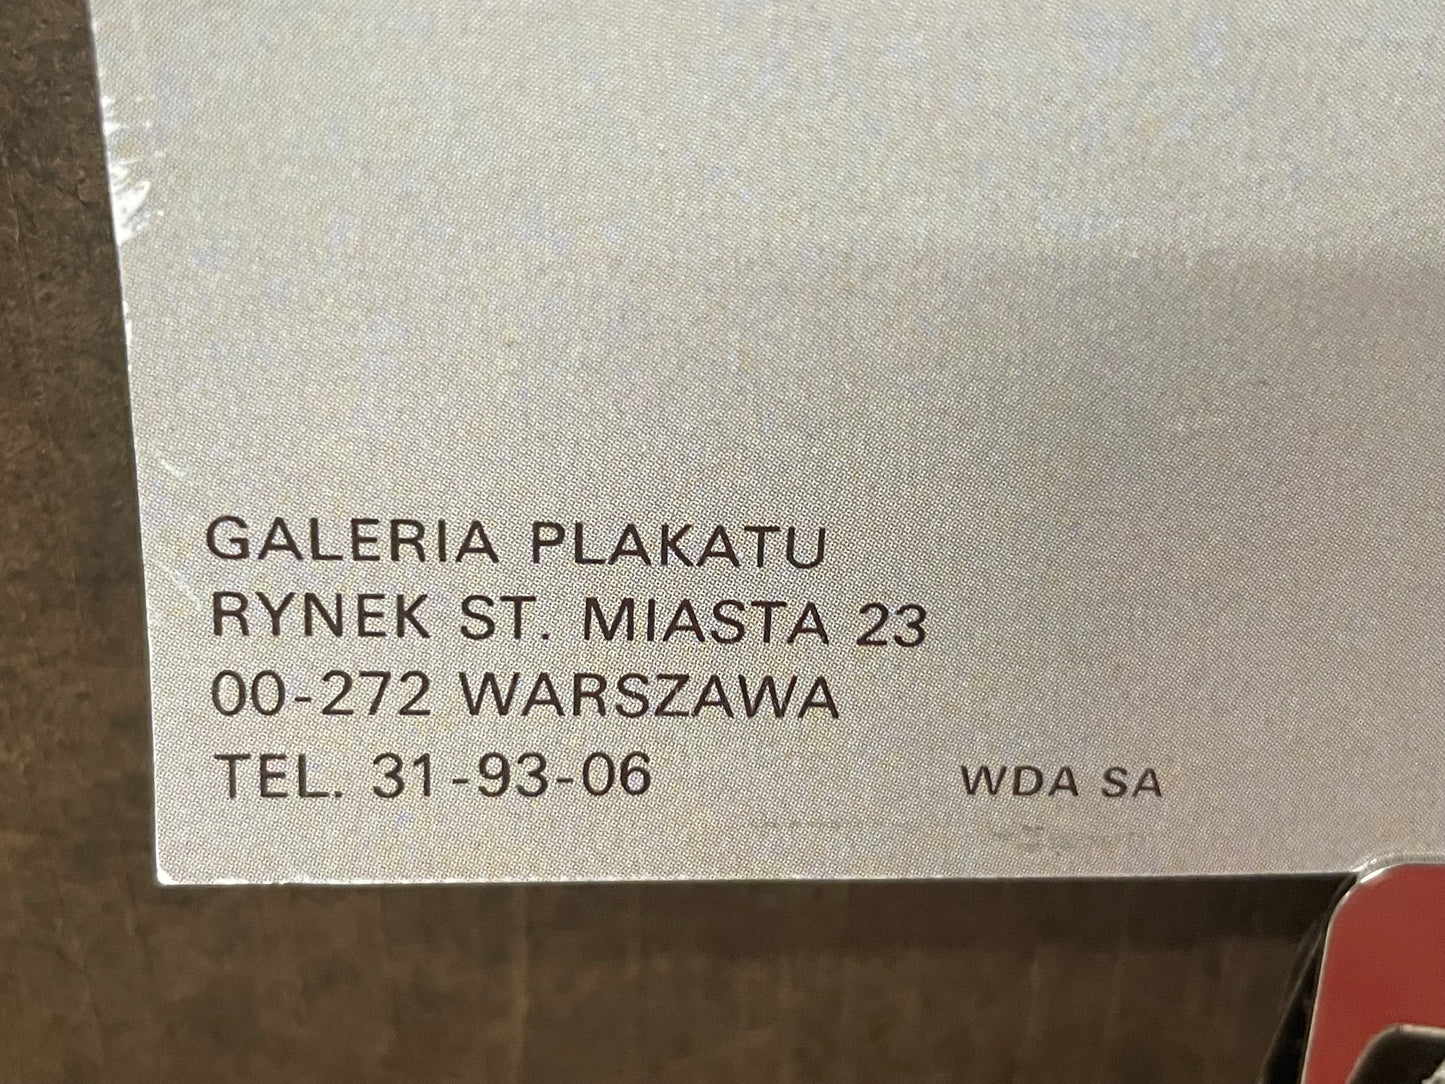 GALERIA PLAKATU
RYNEK ST. MIASTA 23
00-272 WARSZAWA
TEL. 31-93-06
WDA SA